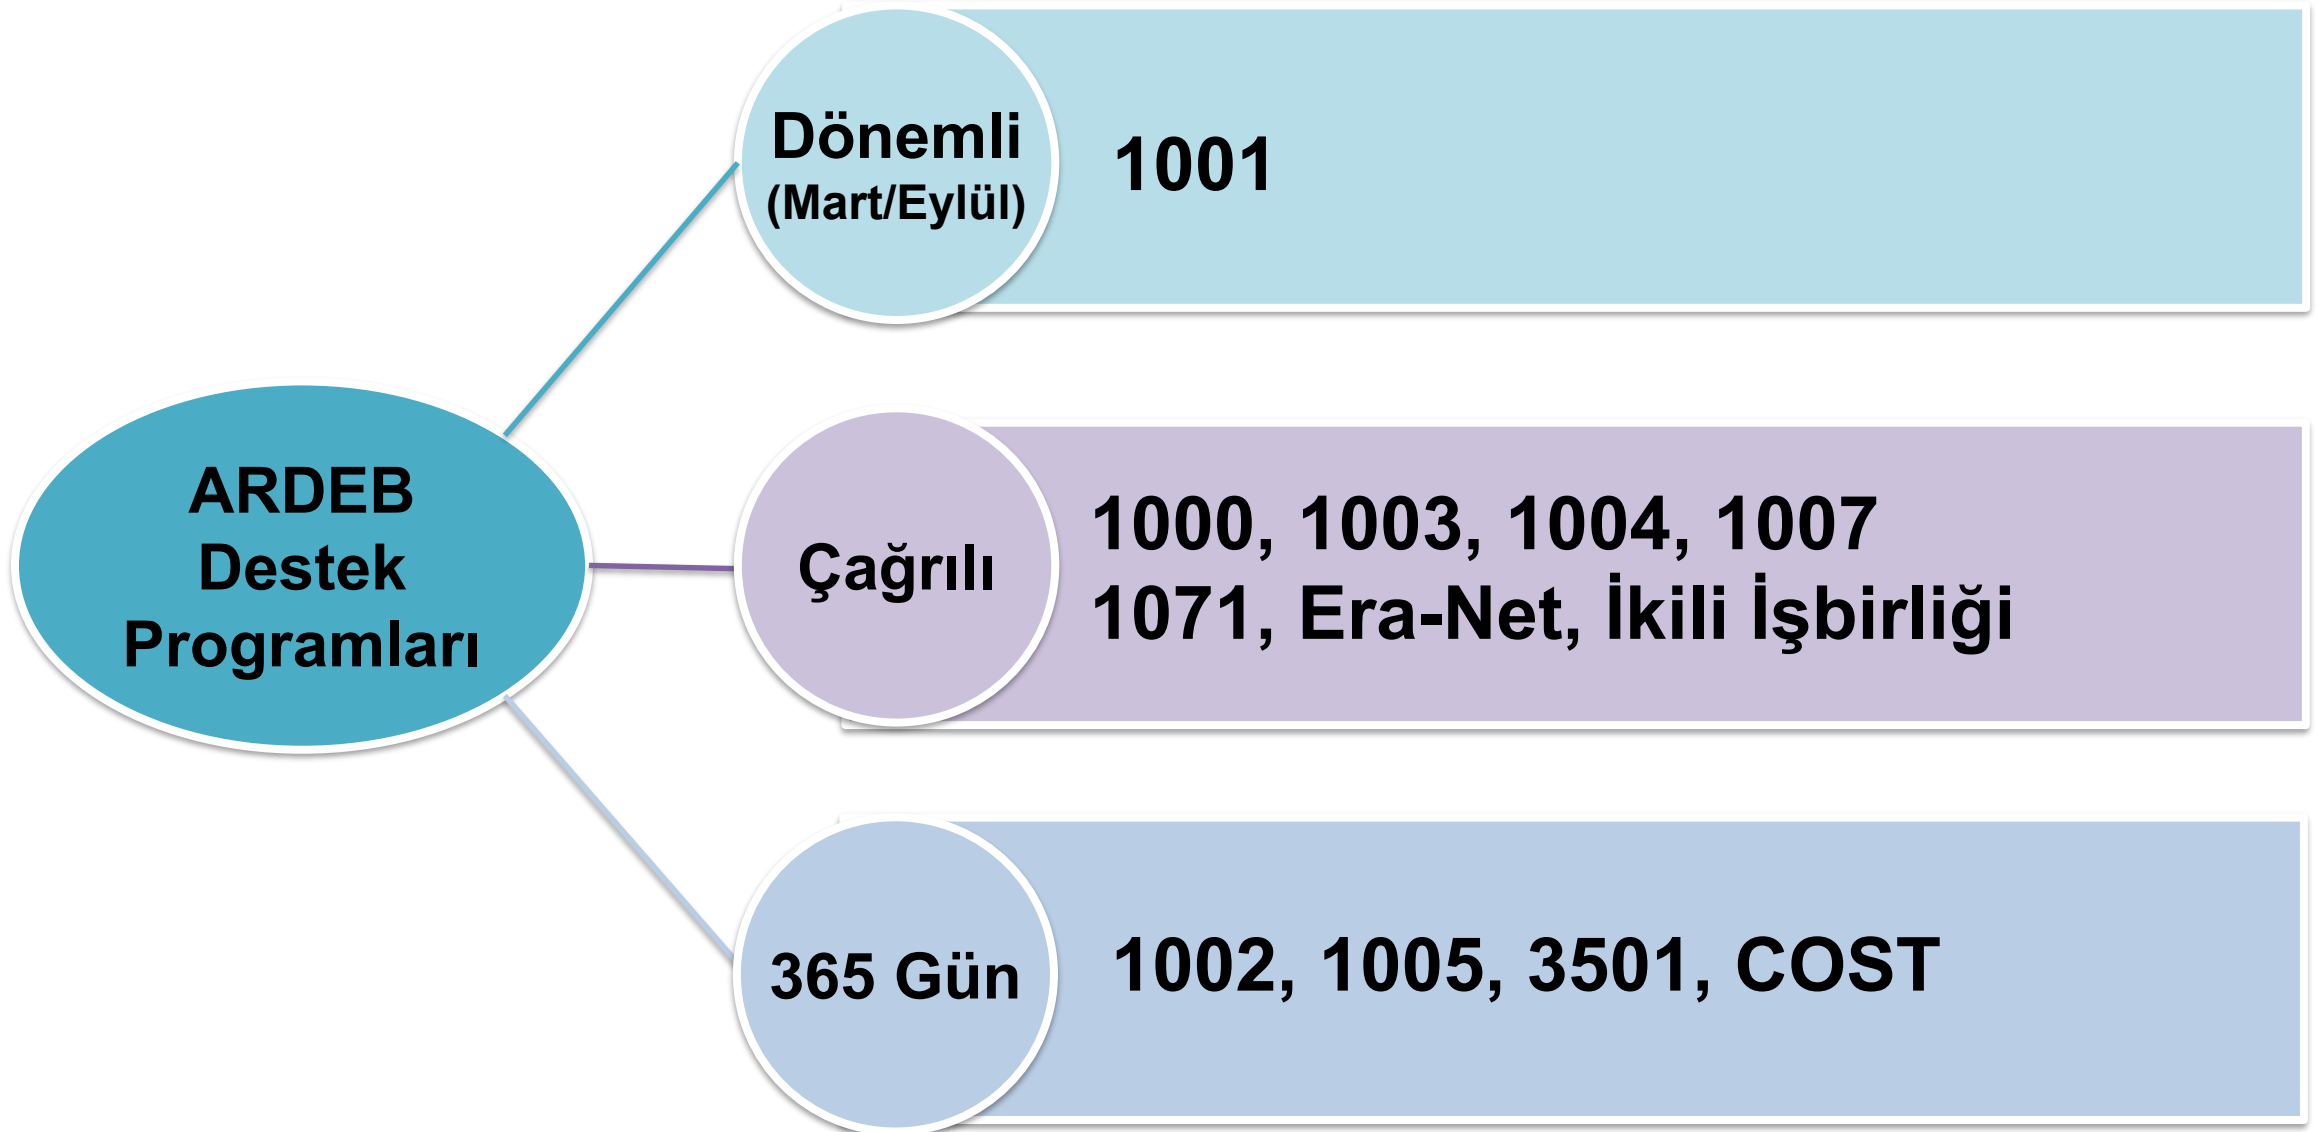 ARDEB
Destek
Programları
Dönemli
(Mart/Eylül)
1001
Çağrılı
1000, 1003, 1004, 1007
1071, Era-Net, İkili İşbirliği
365 Gün
1002, 1005, 3501, COST